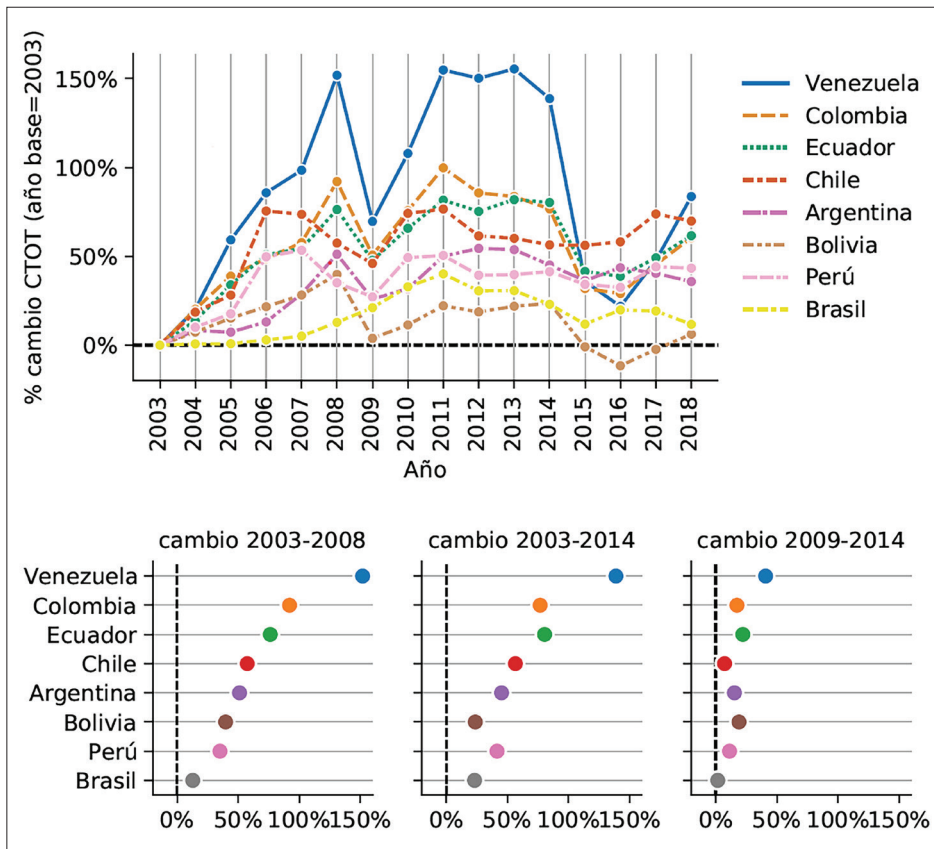 % cambio CTOT (año base=2003)
150%
100%
50%
0%
2003
2004
2005
2006
2007
2008
2009
2010
2011
2012
2013
2014
2015
2016
2017
2018
Año
Venezuela
Colombia
Ecuador
Chile
Argentina
Bolivia
Perú
Brasil
cambio 2003-2008
cambio 2003-2014
cambio 2009-2014
Venezuela
Colombia
Ecuador
Chile
Argentina
Bolivia
Perú
Brasil
0% 50% 100% 150%
0% 50% 100% 150%
0% 50% 100% 150%